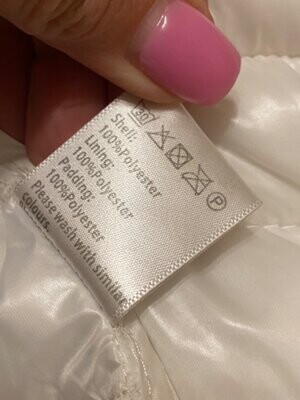 30
P
Shell:
100%Polyester
Lining:
100%Polyester
Padding:
100%Polyester
Please wash with similar
colours.